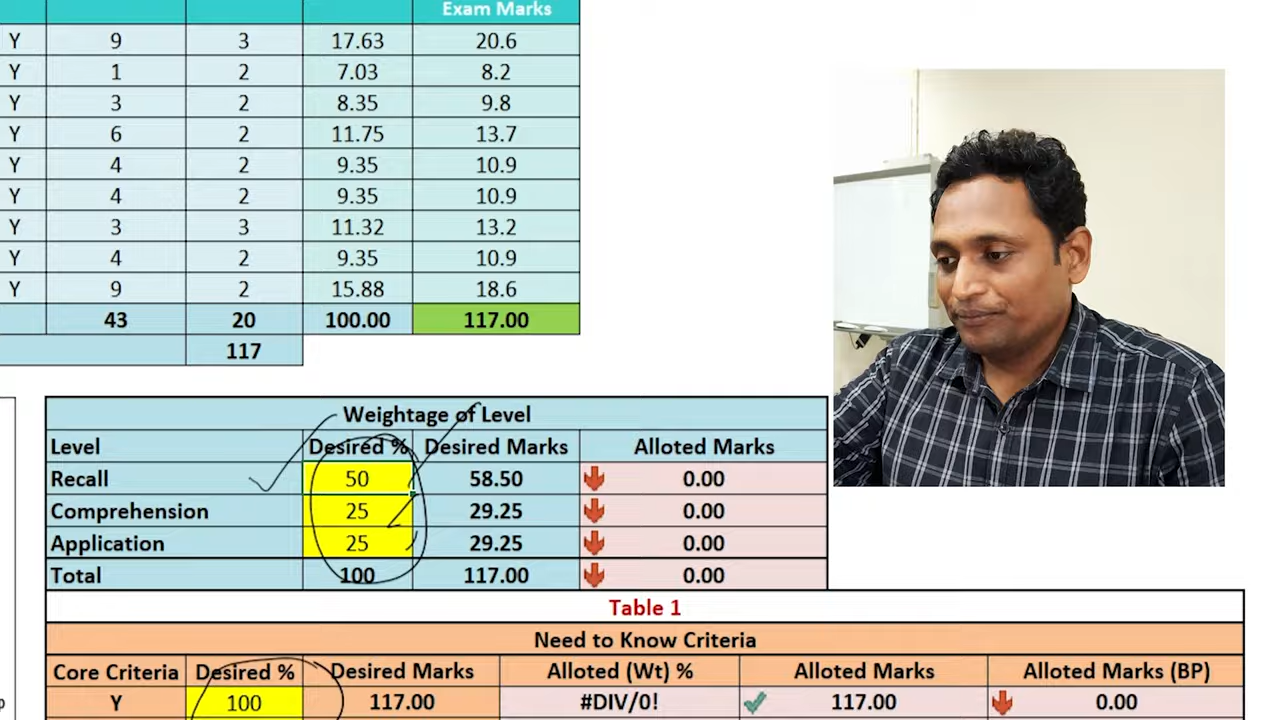 Exam Marks
Y 9 3 17.63 20.6
Y 1 2 7.03 8.2
Y 3 2 8.35 9.8
Y 6 2 11.75 13.7
Y 4 2 9.35 10.9
Y 4 2 9.35 10.9
Y 3 3 11.32 13.2
Y 4 2 9.35 10.9
Y 9 2 15.88 18.6
43 20 100.00 117.00
117
Weightage of Level
Level Desired % Desired Marks Alloted Marks
Recall 50 58.50 0.00
Comprehension 25 29.25 0.00
Application 25 29.25 0.00
Total 100 117.00 0.00
Table 1
Need to Know Criteria
Core Criteria Desired % Desired Marks Alloted (Wt) % Alloted Marks Alloted Marks (BP)
Y 100 117.00 #DIV/0! 117.00 0.00